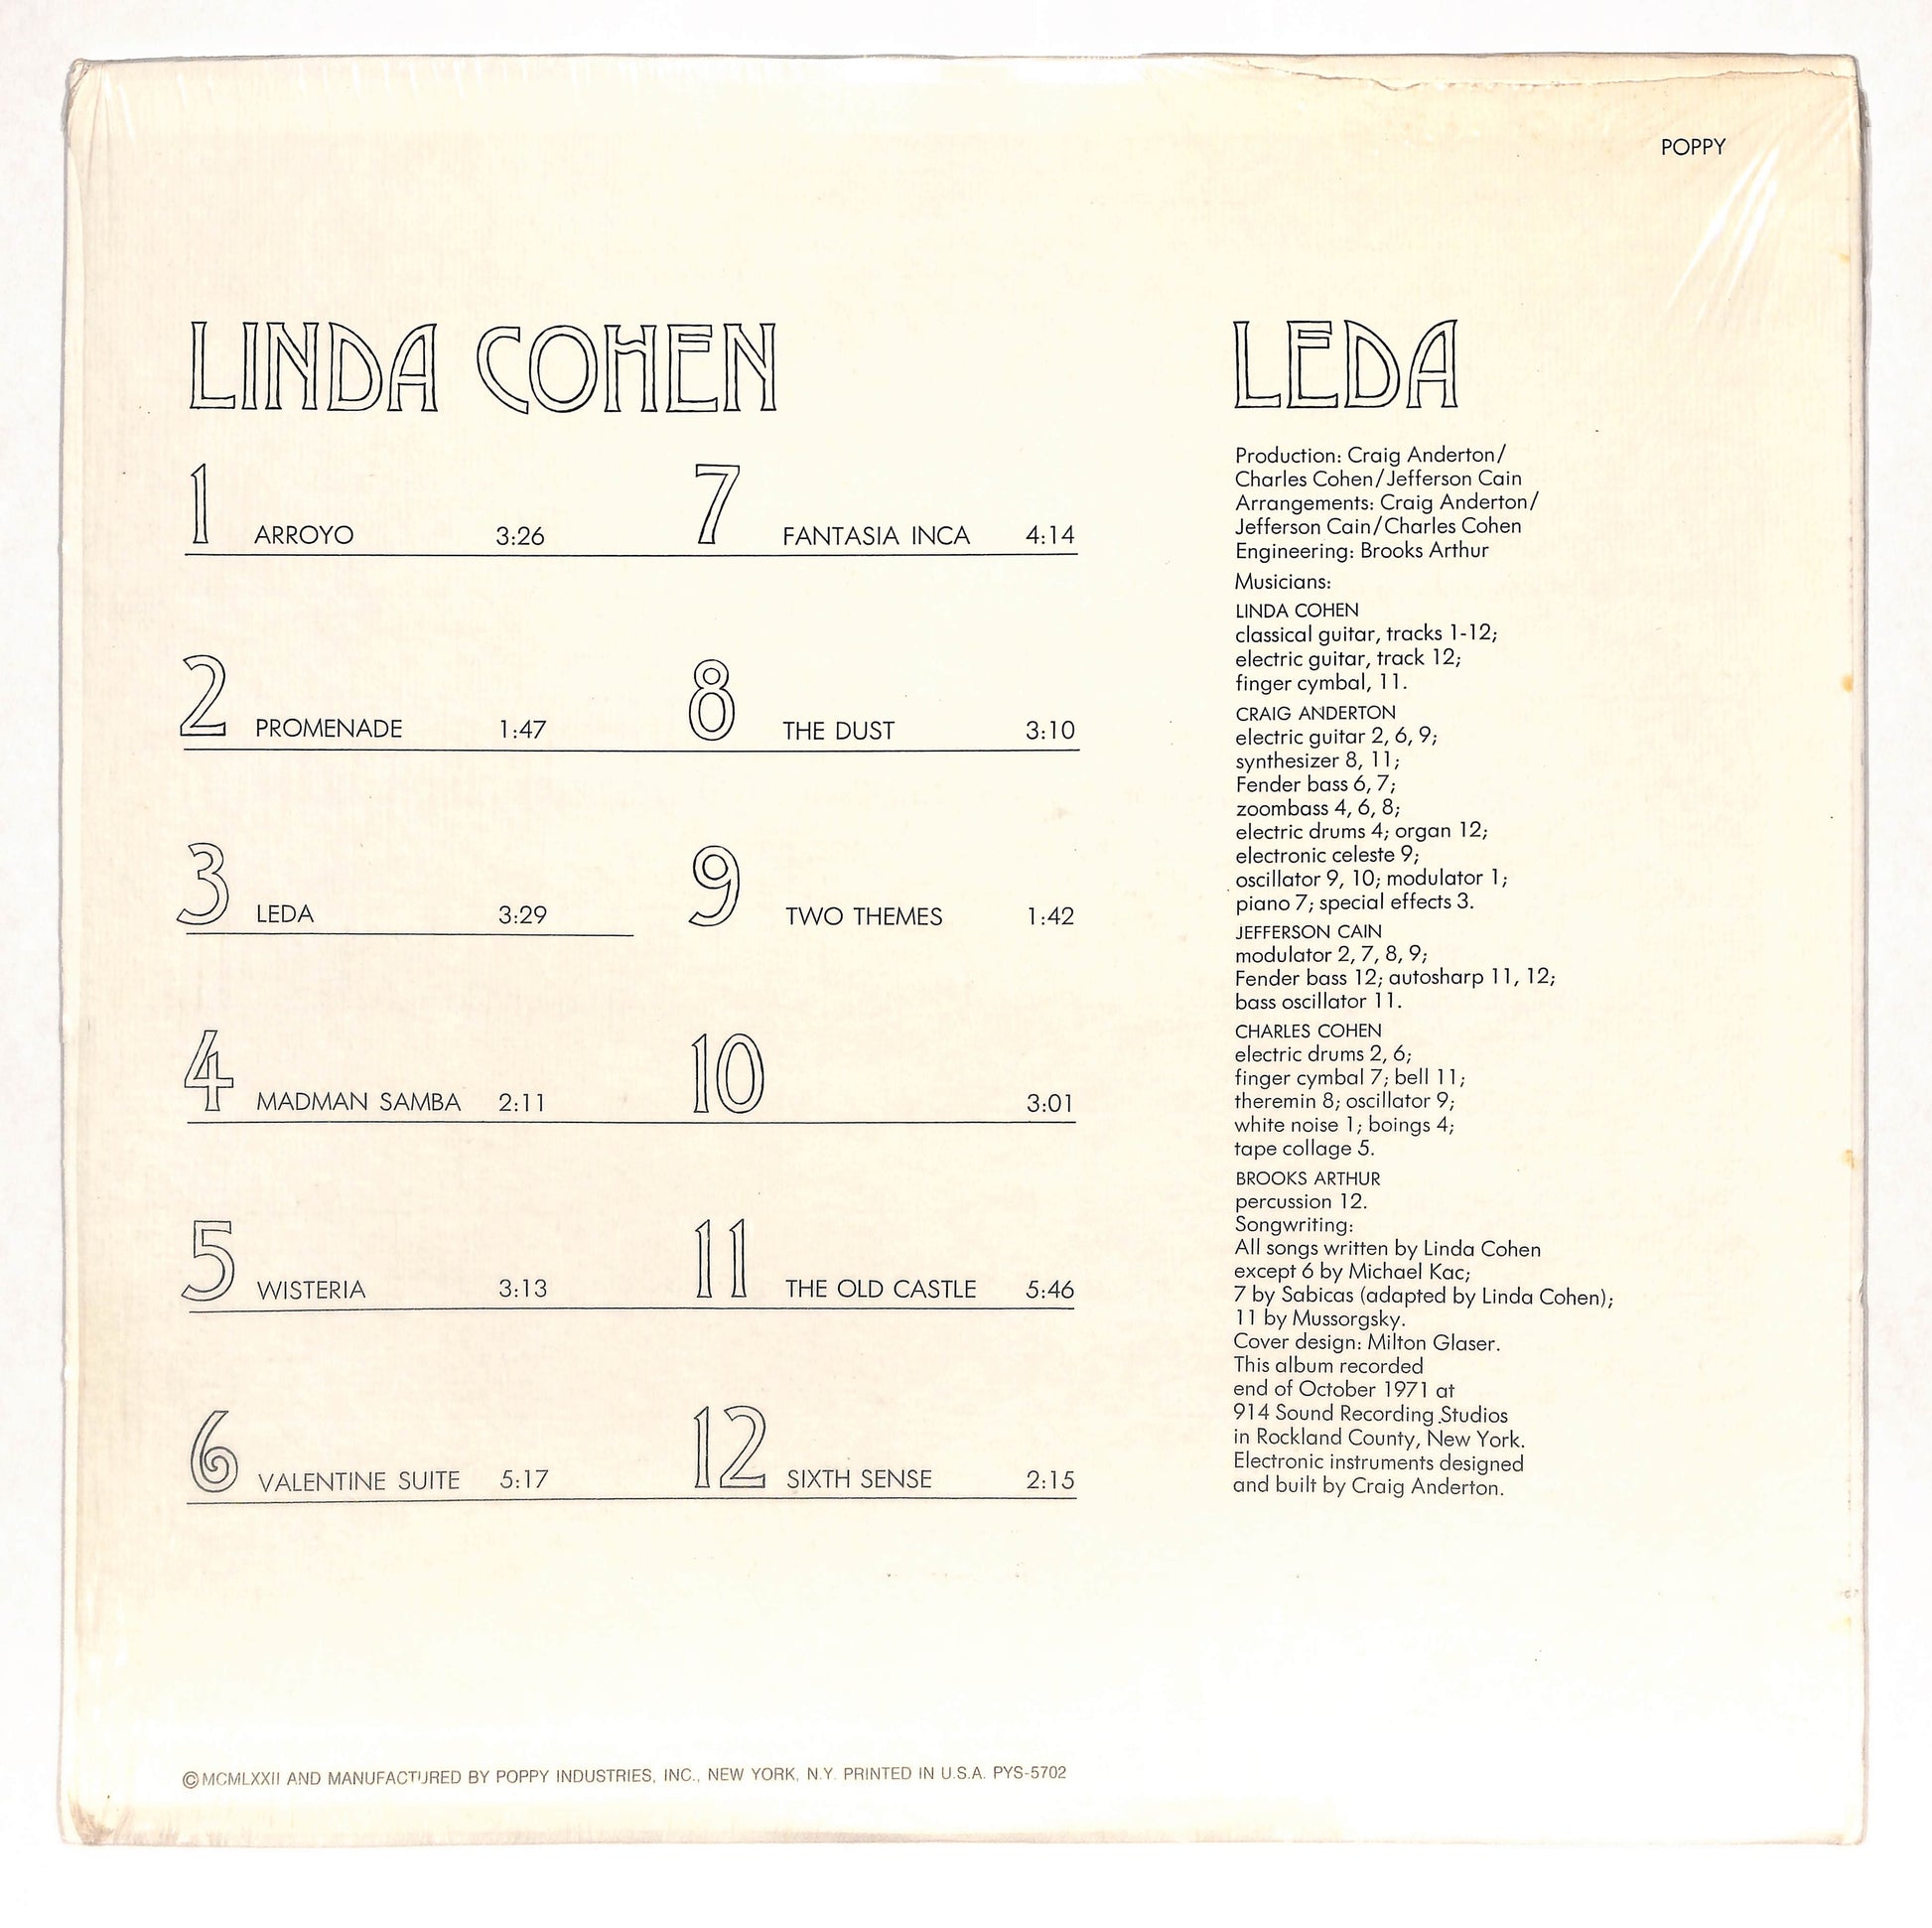 POPPY
LINDA COHEN
1 ARROYO 3:26
2 PROMENADE 1:47
3 LEDA 3:29
4 MADMAN SAMBA 2:11
5 WISTERIA 3:13
6 VALENTINE SUITE 5:17
7 FANTASIA INCA 4:14
8 THE DUST 3:10
9 TWO THEMES 1:42
10 3:01
11 THE OLD CASTLE 5:46
12 SIXTH SENSE 2:15
LEDA
Production: Craig Anderton/
Charles Cohen/Jefferson Cain
Arrangements: Craig Anderton/
Jefferson Cain/Charles Cohen
Engineering: Brooks Arthur
Musicians:
LINDA COHEN
classical guitar, tracks 1-12;
electric guitar, track 12;
finger cymbal, 11.
CRAIG ANDERTON
electric guitar 2, 6, 9;
synthesizer 8, 11;
Fender bass 6, 7;
zoombass 4, 6, 8;
electric drums 4; organ 12;
electronic celeste 9;
oscillator 9, 10; modulator 1;
piano 7; special effects 3.
JEFFERSON CAIN
modulator 2, 7, 8, 9;
Fender bass 12; autosharp 11, 12;
bass oscillator 11.
CHARLES COHEN
electric drums 2, 6;
finger cymbal 7; bell 11;
theremin 8; oscillator 9;
white noise 1; boings 4;
tape collage 5.
BROOKS ARTHUR
percussion 12.
Songwriting:
All songs written by Linda Cohen
except 6 by Michael Kac;
7 by Sabicas (adapted by Linda Cohen);
11 by Mussorgsky.
Cover design: Milton Glaser.
This album recorded
end of October 1971 at
914 Sound Recording Studios
in Rockland County, New York.
Electronic instruments designed
and built by Craig Anderton.
©MCMLXXII AND MANUFACTURED BY POPPY INDUSTRIES, INC., NEW YORK, N.Y. PRINTED IN U.S.A. PYS-5702